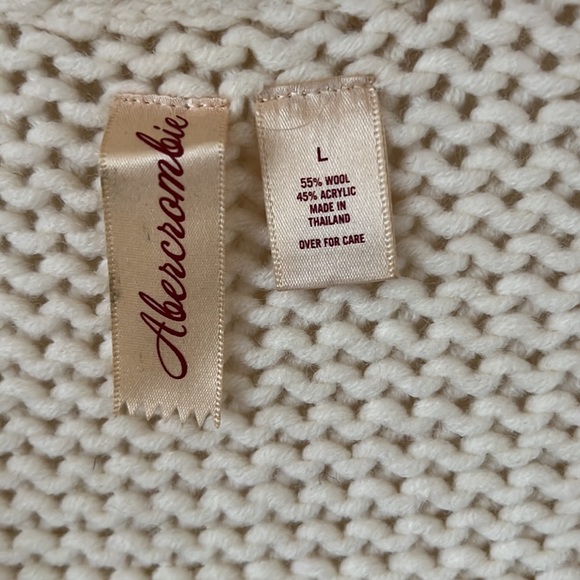 Abercrombie
L
55% WOOL
45% ACRYLIC
MADE IN
THAILAND
OVER FOR CARE